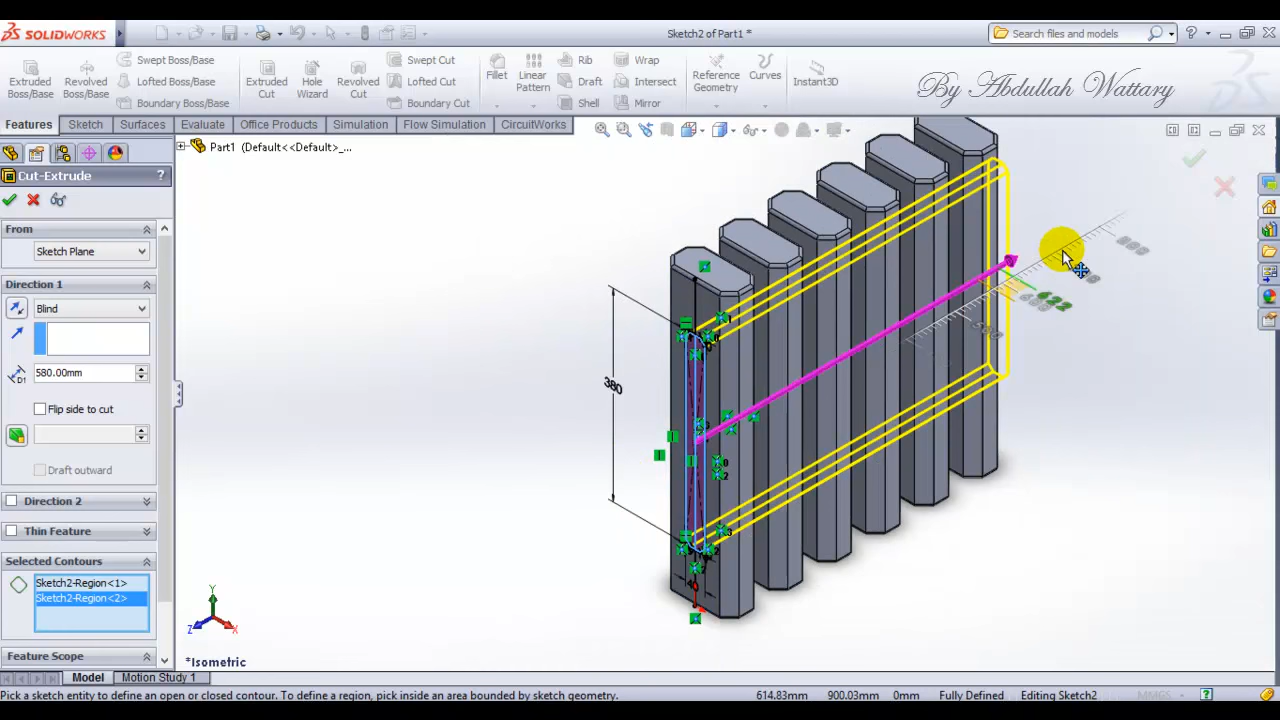 SOLIDWORKS
Sketch2 of Part1 *
Search files and models
Extruded Boss/Base
Revolved Boss/Base
Swept Boss/Base
Lofted Boss/Base
Boundary Boss/Base
Extruded Cut
Hole Wizard
Revolved Cut
Swept Cut
Lofted Cut
Boundary Cut
Fillet
Linear Pattern
Rib
Draft
Shell
Wrap
Intersect
Mirror
Reference Geometry
Curves
Instant3D
By Abdullah Wattary
Features
Sketch
Surfaces
Evaluate
Office Products
Simulation
Flow Simulation
CircuitWorks
Part1 (Default<<Default>_...
Cut-Extrude
?
From
Sketch Plane
Direction 1
Blind
D1
580.00mm
Flip side to cut
Draft outward
Direction 2
Thin Feature
Selected Contours
Sketch2-Region<1>
Sketch2-Region<2>
Feature Scope
380
622
Y
Z
X
*Isometric
Model
Motion Study 1
Pick a sketch entity to define an open or closed contour. To define a region, pick inside an area bounded by sketch geometry.
614.83mm
900.03mm
0mm
Fully Defined
Editing Sketch2
MMGS